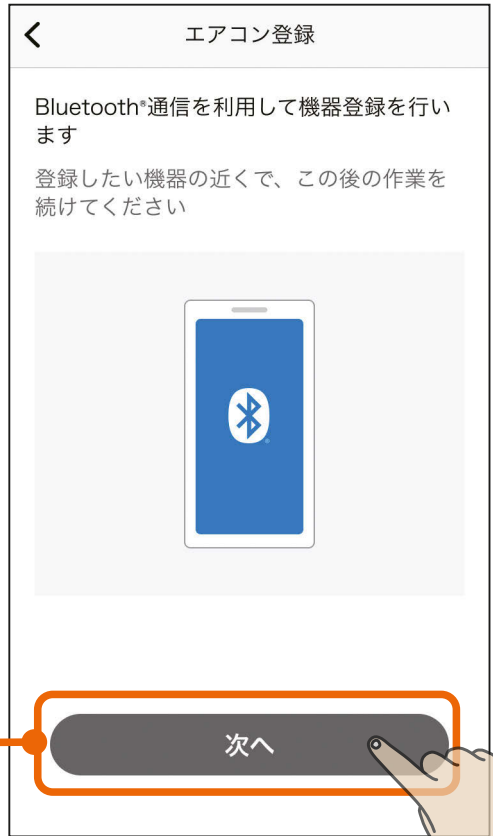 エアコン登録
Bluetooth®通信を利用して機器登録を行い
ます
登録したい機器の近くで、この後の作業を
続けてください
次へ